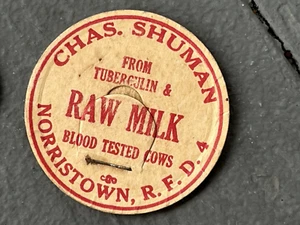 CHAS. SHUMAN
FROM
TUBERCULIN &
RAW MILK
BLOOD TESTED COWS
NORRISTOWN, R.F.D. 4